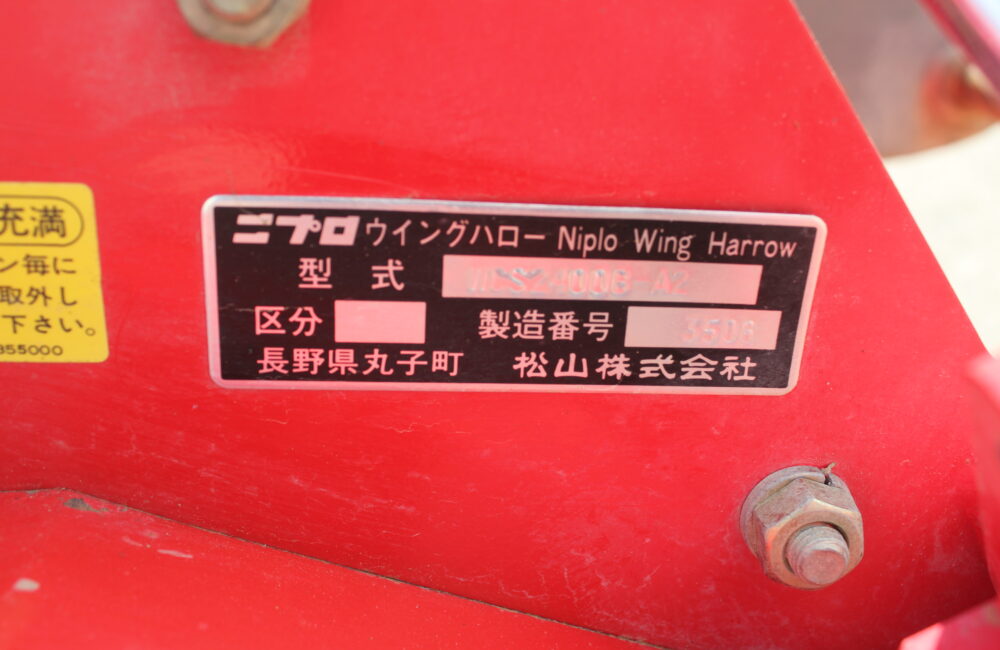 充満
ン毎に
取外し
下さい。
855000
ニプロ ウイングハロー Niplo Wing Harrow
型式
区分 製造番号 3506
長野県丸子町 松山株式会社